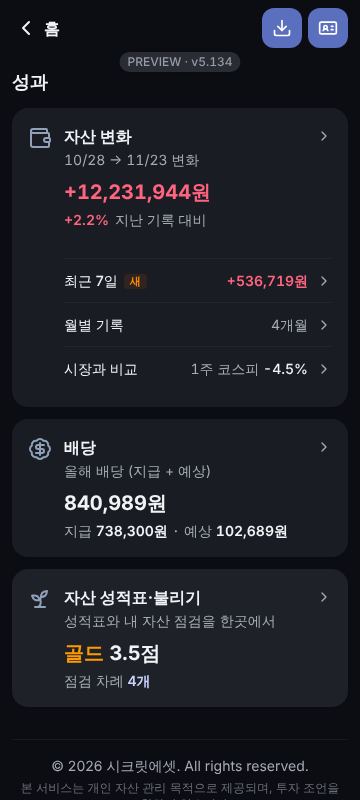 홈
PREVIEW · v5.134
성과
자산 변화
10/28 → 11/23 변화
+12,231,944원
+2.2% 지난 기록 대비
최근 7일 새 +536,719원
월별 기록 4개월
시장과 비교 1주 코스피 -4.5%
배당
올해 배당 (지급 + 예상)
840,989원
지급 738,300원 · 예상 102,689원
자산 성적표·불리기
성적표와 내 자산 점검을 한곳에서
골드 3.5점
점검 차례 4개
© 2026 시크릿에셋. All rights reserved.
본 서비스는 개인 자산 관리 목적으로 제공되며, 투자 조언을